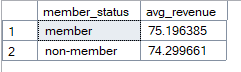 member_status avg_revenue
1 member 75.196385
2 non-member 74.299661